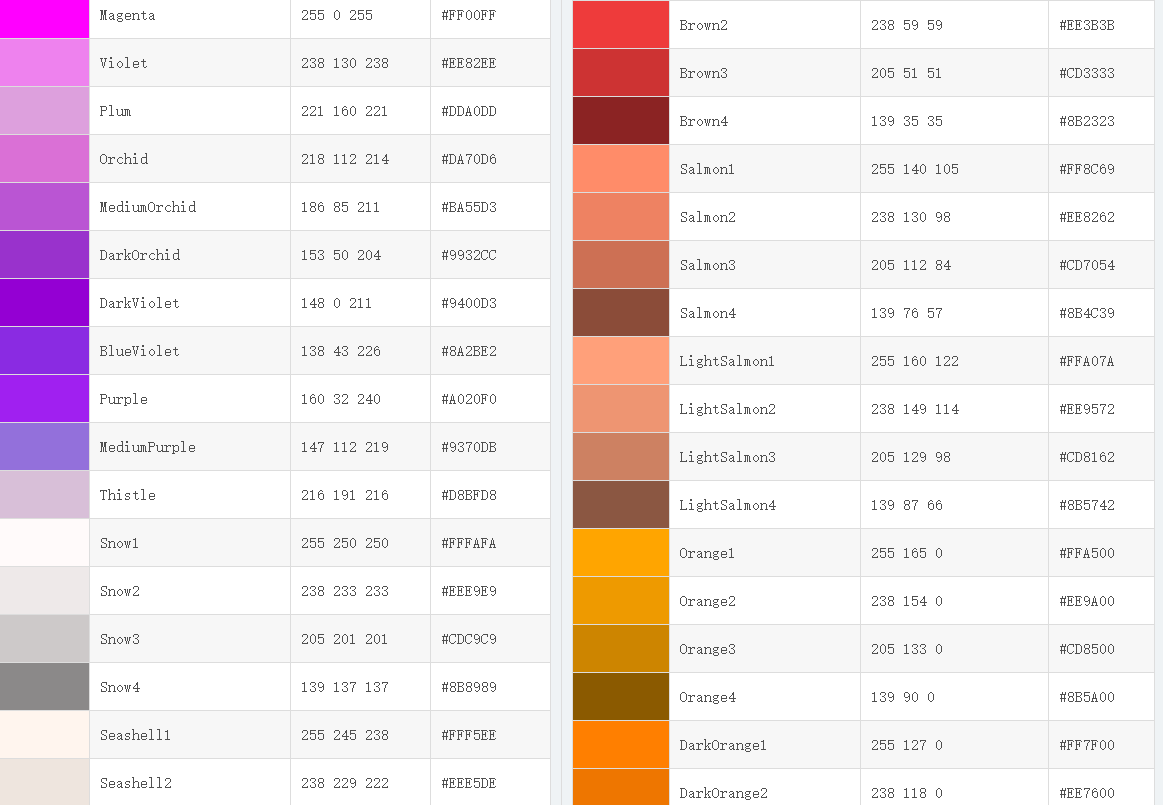 Magenta 255 0 255 #FF00FF
Violet 238 130 238 #EE82EE
Plum 221 160 221 #DDA0DD
Orchid 218 112 214 #DA70D6
MediumOrchid 186 85 211 #BA55D3
DarkOrchid 153 50 204 #9932CC
DarkViolet 148 0 211 #9400D3
BlueViolet 138 43 226 #8A2BE2
Purple 160 32 240 #A020F0
MediumPurple 147 112 219 #9370DB
Thistle 216 191 216 #D8BFD8
Snow1 255 250 250 #FFFAFA
Snow2 238 233 233 #EEE9E9
Snow3 205 201 201 #CDC9C9
Snow4 139 137 137 #8B8989
Seashell1 255 245 238 #FFF5EE
Seashell2 238 229 222 #EEE5DE
Brown2 238 59 59 #EE3B3B
Brown3 205 51 51 #CD3333
Brown4 139 35 35 #8B2323
Salmon1 255 140 105 #FF8C69
Salmon2 238 130 98 #EE8262
Salmon3 205 112 84 #CD7054
Salmon4 139 76 57 #8B4C39
LightSalmon1 255 160 122 #FFA07A
LightSalmon2 238 149 114 #EE9572
LightSalmon3 205 129 98 #CD8162
LightSalmon4 139 87 66 #8B5742
Orange1 255 165 0 #FFA500
Orange2 238 154 0 #EE9A00
Orange3 205 133 0 #CD8500
Orange4 139 90 0 #8B5A00
DarkOrange1 255 127 0 #FF7F00
DarkOrange2 238 118 0 #EE7600